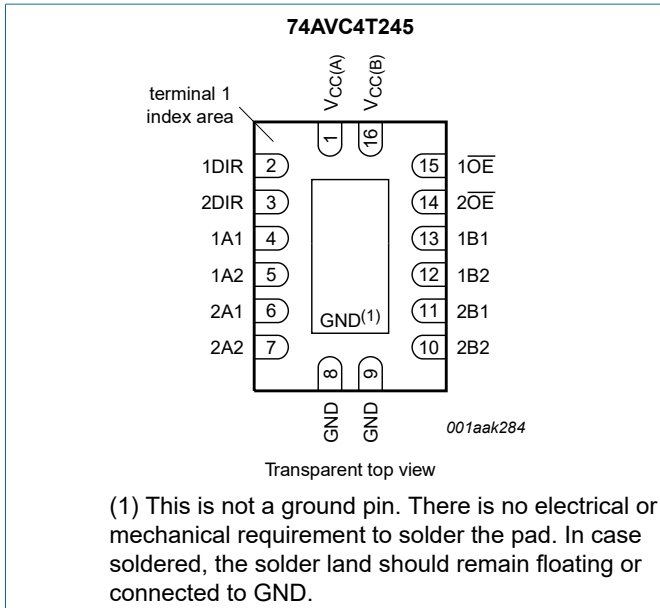 74AVC4T245
terminal 1
index area
VCC(A)
VCC(B)
1
16
1DIR 2
15 1O̅E̅
2DIR 3
14 2O̅E̅
1A1 4
13 1B1
1A2 5
12 1B2
2A1 6
11 2B1
2A2 7
10 2B2
GND(1)
8
9
GND
GND
001aak284
Transparent top view
(1) This is not a ground pin. There is no electrical or
mechanical requirement to solder the pad. In case
soldered, the solder land should remain floating or
connected to GND.